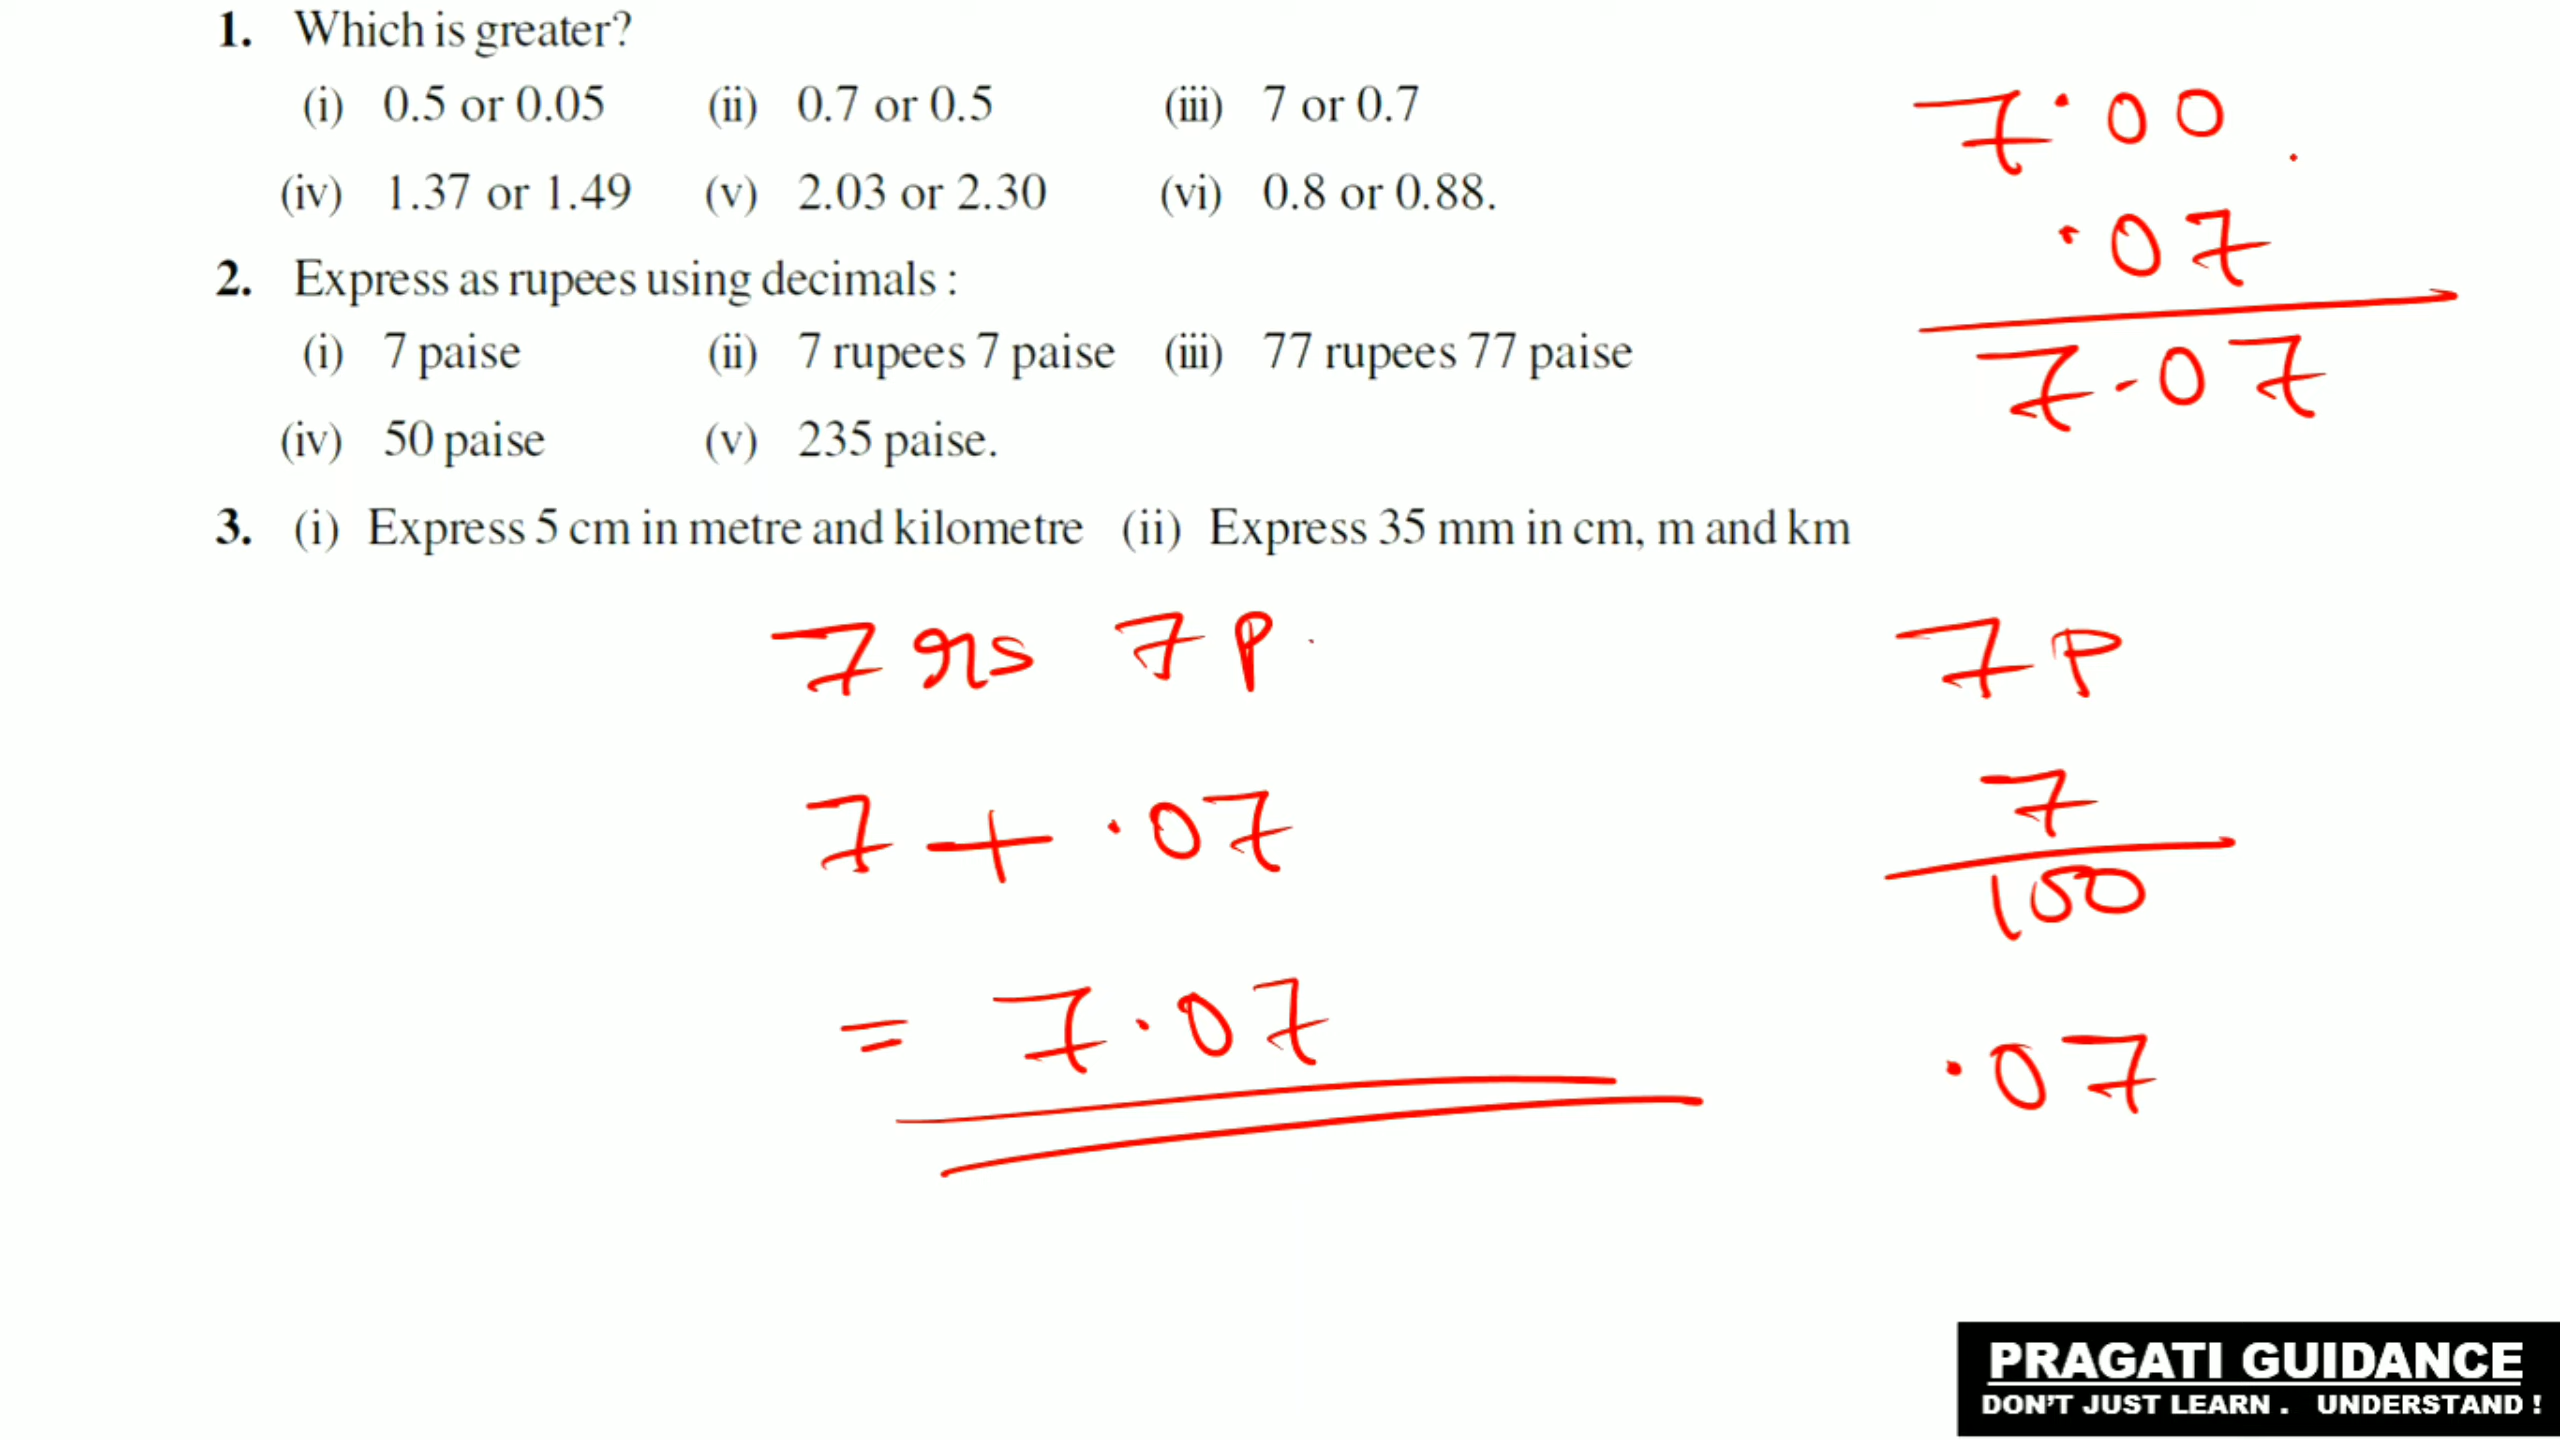 1. Which is greater?
(i) 0.5 or 0.05 (ii) 0.7 or 0.5 (iii) 7 or 0.7
(iv) 1.37 or 1.49 (v) 2.03 or 2.30 (vi) 0.8 or 0.88.
2. Express as rupees using decimals :
(i) 7 paise (ii) 7 rupees 7 paise (iii) 77 rupees 77 paise
(iv) 50 paise (v) 235 paise.
3. (i) Express 5 cm in metre and kilometre (ii) Express 35 mm in cm, m and km
7.00
.07
7.07
7 rs 7 P.
7 + .07
= 7.07
7 P
7
100
.07
PRAGATI GUIDANCE
DON'T JUST LEARN . UNDERSTAND !